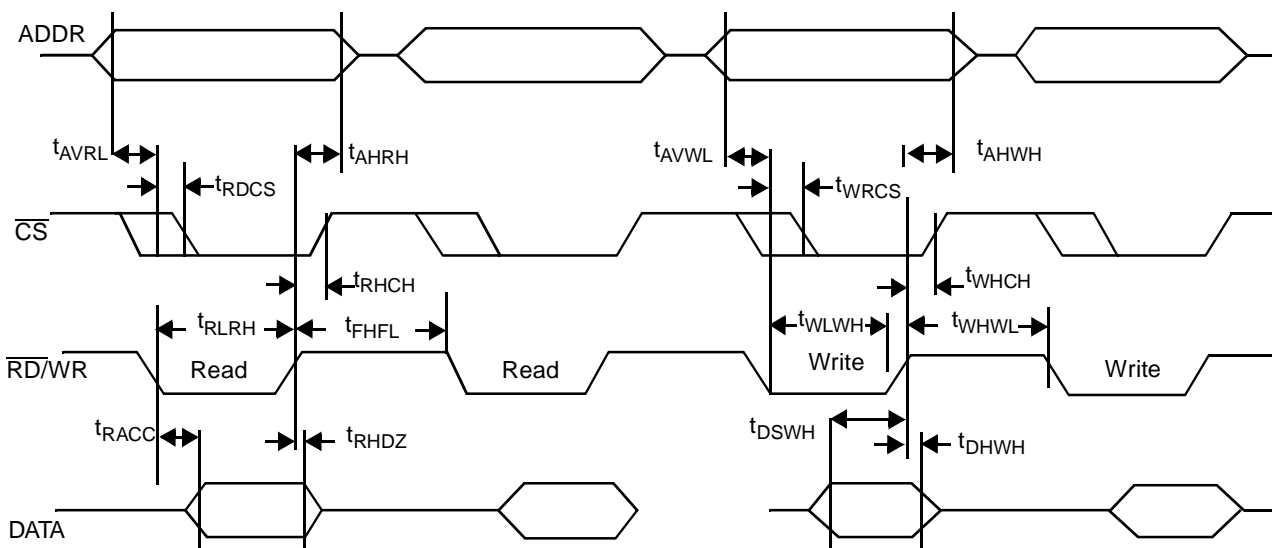 ADDR
tAVRL
tAHRH
tAVWL
tAHWH
tRDCS
tWRCS
CS
tRHCH
tWHCH
tRLRH
tFHFL
tWLWH
tWHWL
RD/WR
Read
Read
Write
Write
tRACC
tRHDZ
tDSWH
tDHWH
DATA